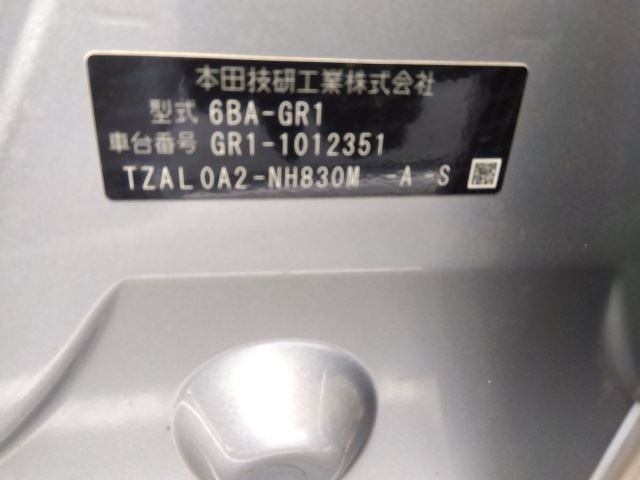 本田技研工業株式会社
型式 6BA-GR1
車台番号 GR1-1012351
TZAL0A2-NH830M -A -S